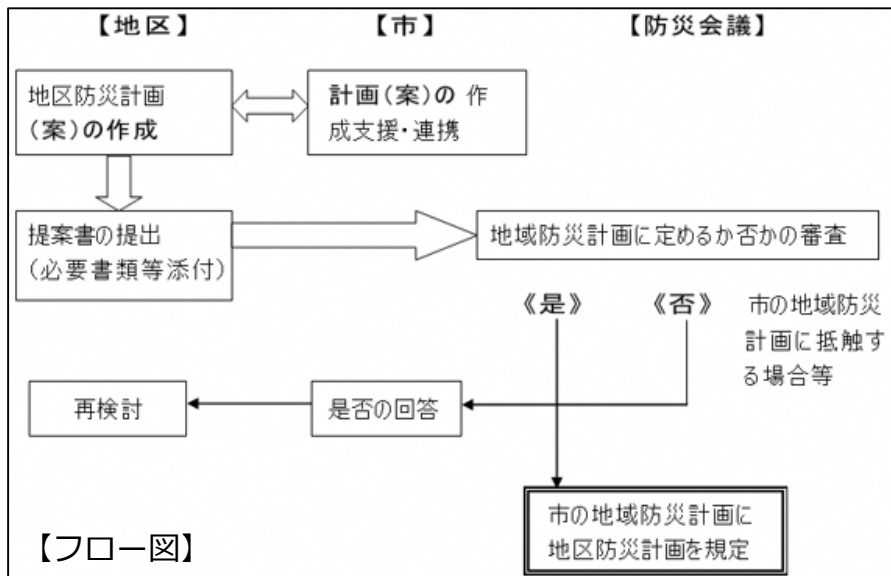 【地区】 【市】 【防災会議】
地区防災計画
(案)の作成
計画(案)の 作
成支援・連携
提案書の提出
(必要書類等添付)
地域防災計画に定めるか否かの審査
《是》 《否》
市の地域防災
計画に抵触す
る場合等
再検討
是否の回答
市の地域防災計画に
地区防災計画を規定
【フロー図】